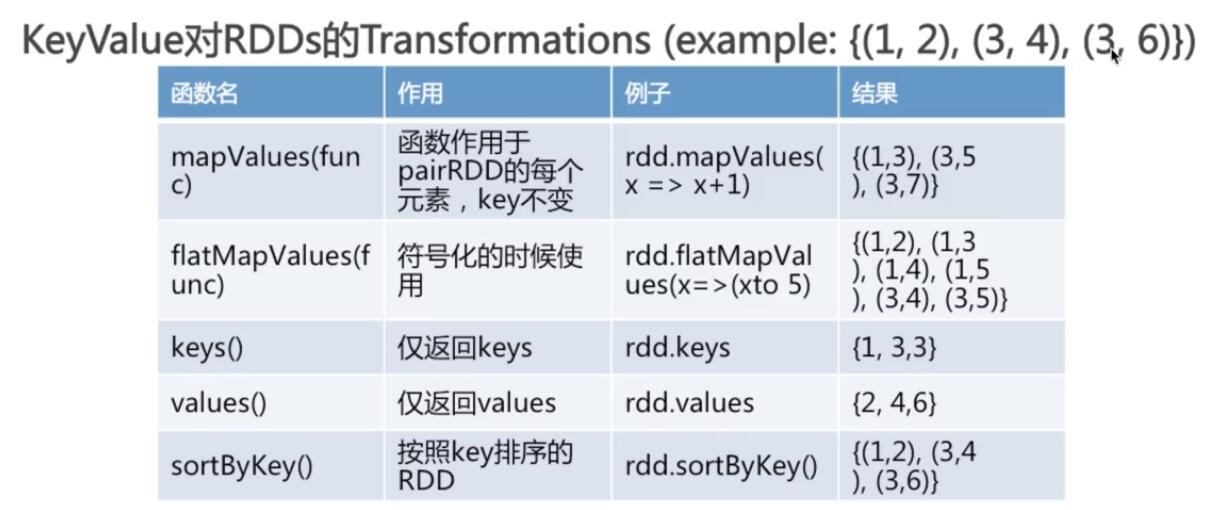 KeyValue对RDDs的Transformations (example: {(1, 2), (3, 4), (3, 6)})
函数名 作用 例子 结果
mapValues(fun
c)
函数作用于
pairRDD的每个
元素，key不变
rdd.mapValues(
x => x+1)
{(1,3), (3,5
), (3,7)}
flatMapValues(f
unc)
符号化的时候使
用
rdd.flatMapVal
ues(x=>(xto 5)
{(1,2), (1,3
), (1,4), (1,5
), (3,4), (3,5)}
keys()
仅返回keys
rdd.keys
{1, 3,3}
values()
仅返回values
rdd.values
{2, 4,6}
sortByKey()
按照key排序的
RDD
rdd.sortByKey()
{(1,2), (3,4
), (3,6)}